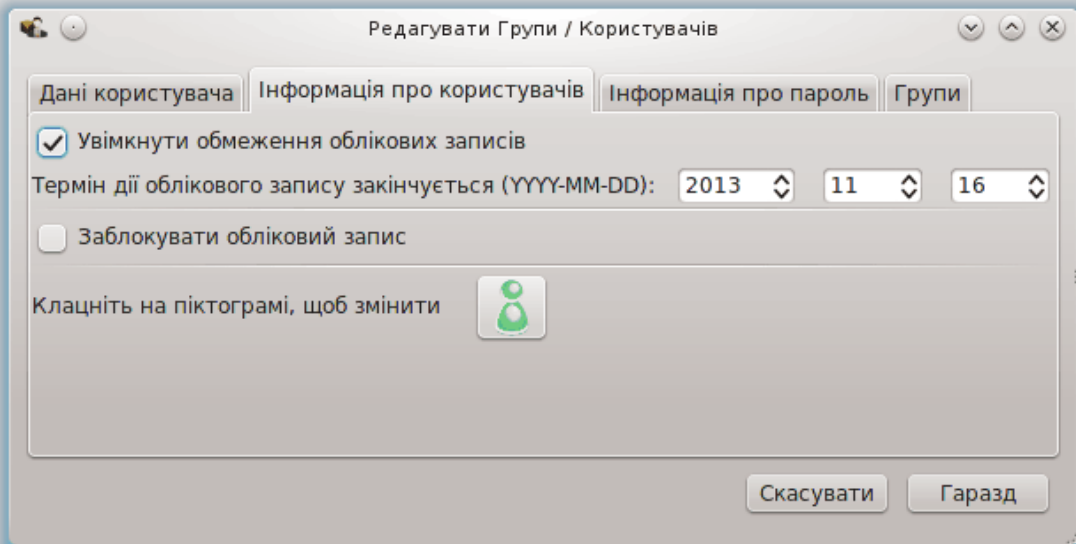 Редагувати Групи / Користувачів
Дані користувача Інформація про користувачів Інформація про пароль Групи
Увімкнути обмеження облікових записів
Термін дії облікового запису закінчується (YYYY-MM-DD): 2013 11 16
Заблокувати обліковий запис
Клацніть на піктограмі, щоб змінити
Скасувати Гаразд